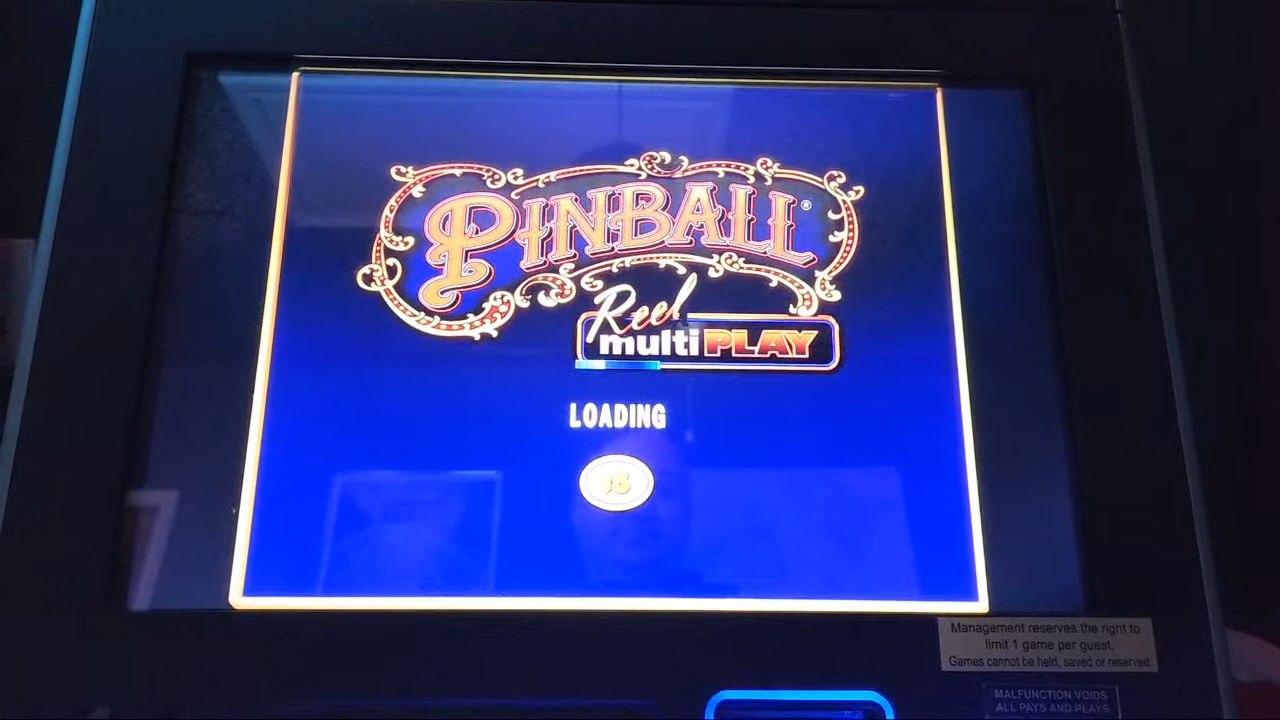 PINBALL®
Reel
multiPLAY
LOADING
Management reserves the right to
limit 1 game per guest.
Games cannot be held, saved or reserved
MALFUNCTION VOIDS
ALL PAYS AND PLAYS